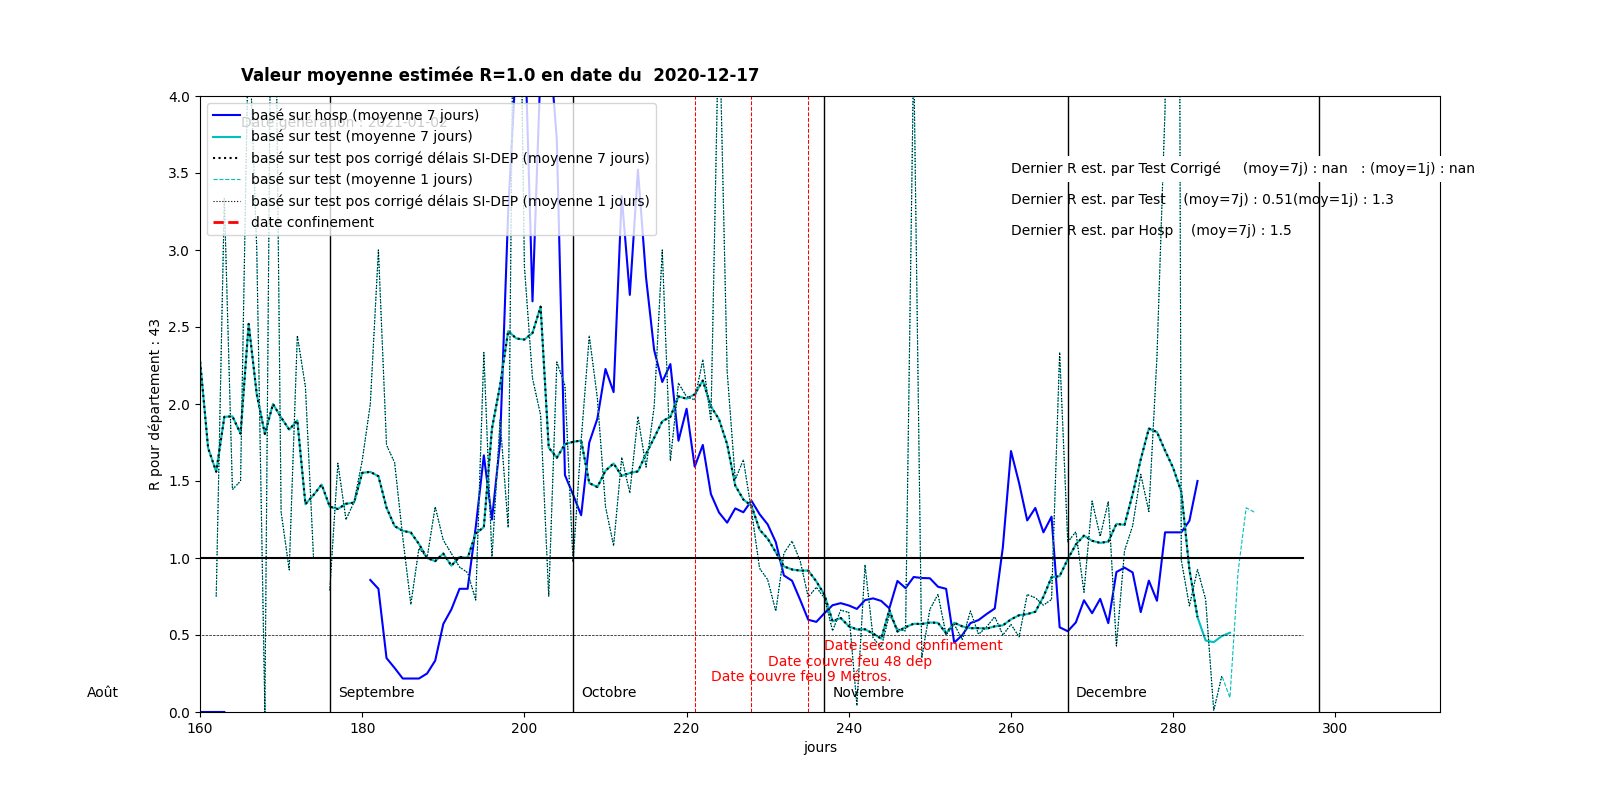 Valeur moyenne estimée R=1.0 en date du  2020-12-17
4.0
3.5
3.0
2.5
2.0
1.5
1.0
0.5
0.0
R pour département : 43
basé sur hosp (moyenne 7 jours)
Date génération : 2021-01-02
basé sur test (moyenne 7 jours)
basé sur test pos corrigé délais SI-DEP (moyenne 7 jours)
basé sur test (moyenne 1 jours)
basé sur test pos corrigé délais SI-DEP (moyenne 1 jours)
date confinement
Dernier R est. par Test Corrigé     (moy=7j) : nan   : (moy=1j) : nan
Dernier R est. par Test    (moy=7j) : 0.51(moy=1j) : 1.3
Dernier R est. par Hosp    (moy=7j) : 1.5
Date second confinement
Date couvre feu 48 dep
Date couvre feu 9 Metros.
Août
Septembre
Octobre
Novembre
Decembre
160
180
200
220
240
260
280
300
jours